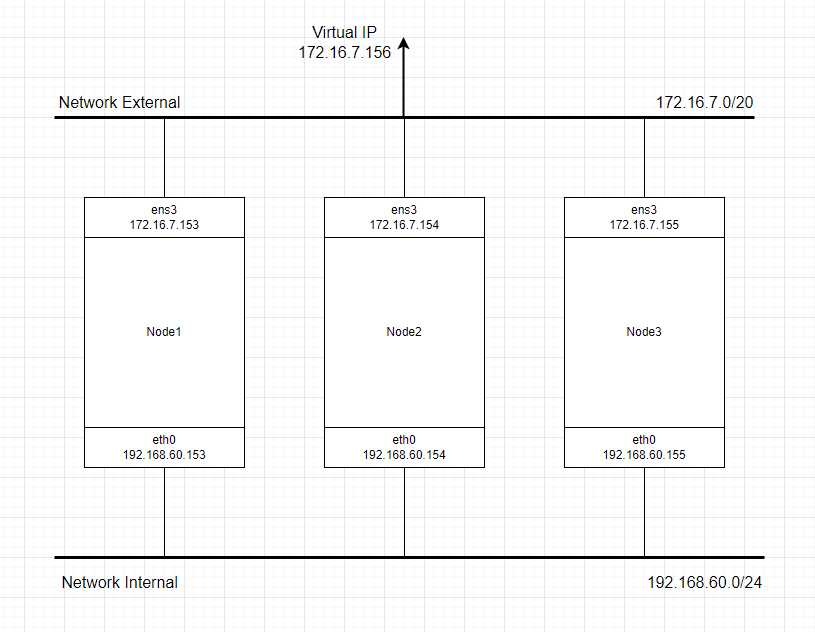 Virtual IP
172.16.7.156
Network External
172.16.7.0/20
ens3
172.16.7.153
ens3
172.16.7.154
ens3
172.16.7.155
Node1
Node2
Node3
eth0
192.168.60.153
eth0
192.168.60.154
eth0
192.168.60.155
Network Internal
192.168.60.0/24